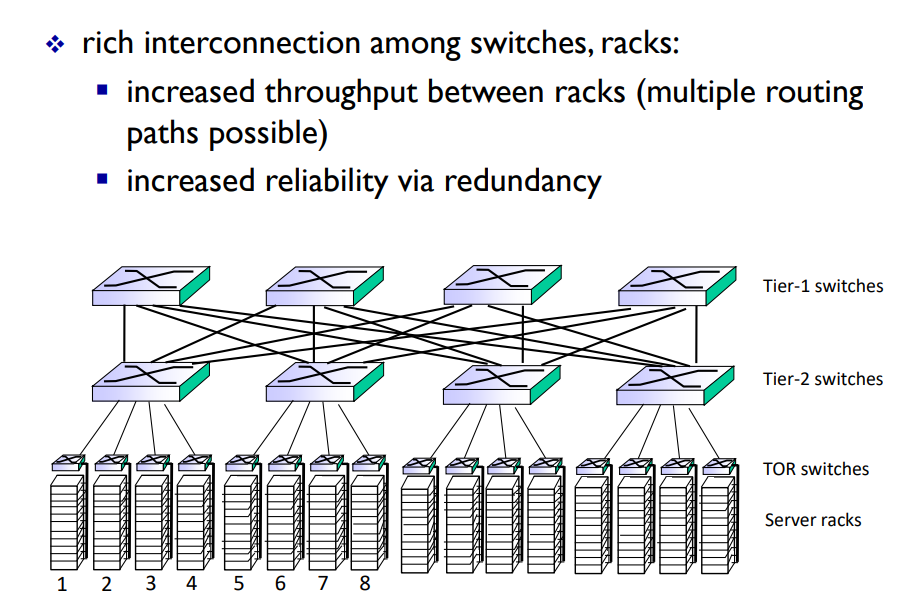 ❖ rich interconnection among switches, racks:
▪ increased throughput between racks (multiple routing
paths possible)
▪ increased reliability via redundancy
Tier-1 switches
Tier-2 switches
TOR switches
Server racks
1 2 3 4 5 6 7 8